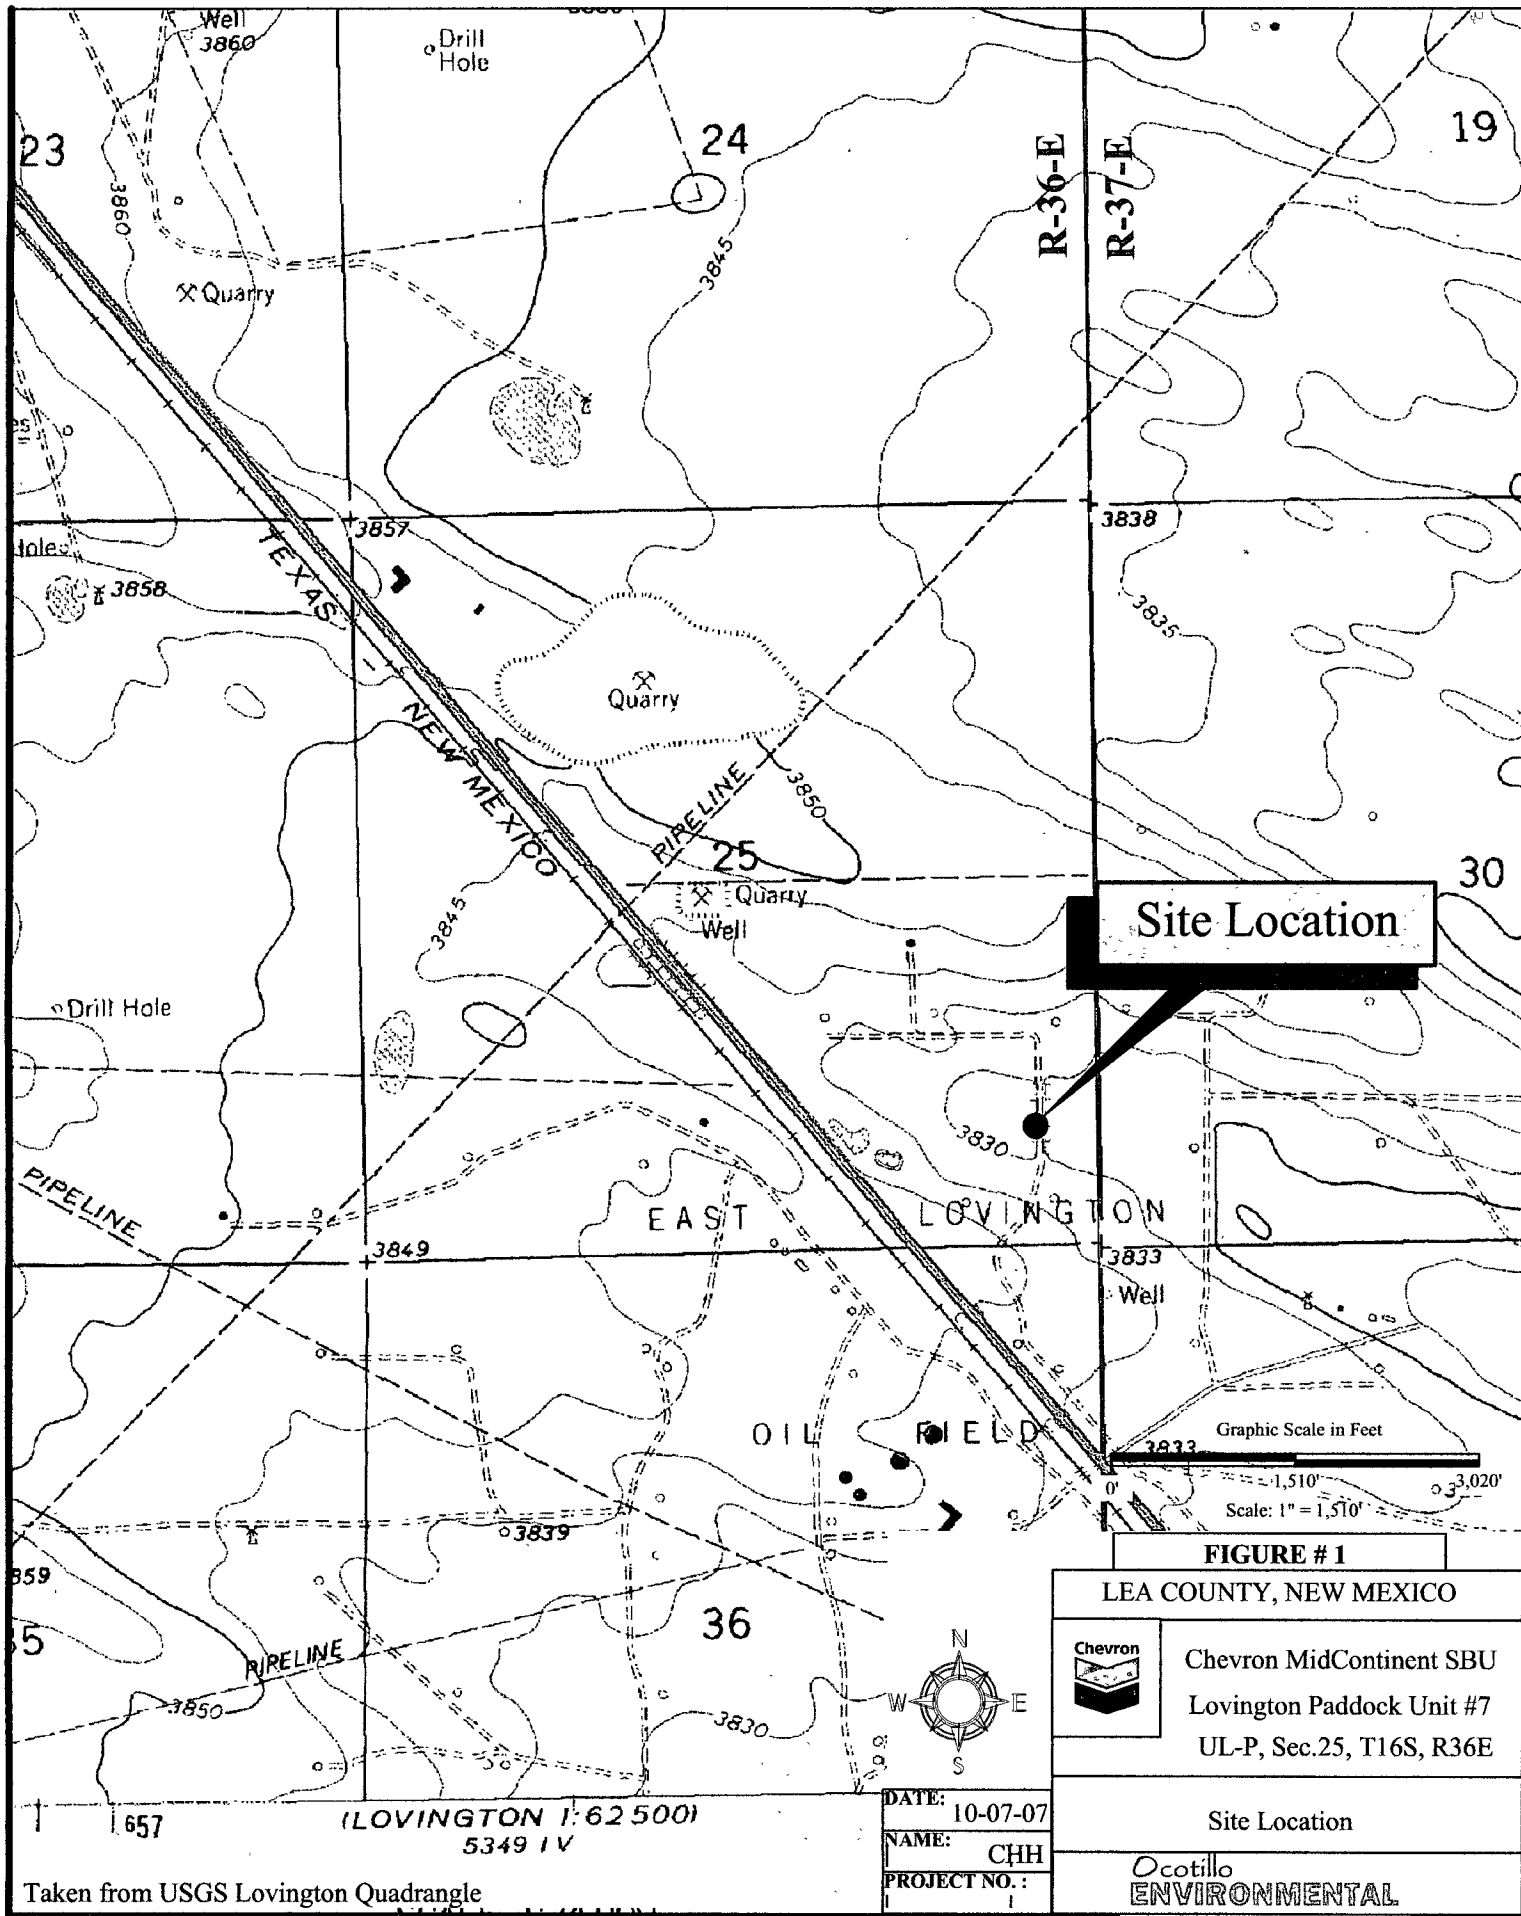 Well
3860
Drill
Hole
23
24
19
R-36-E
R-37-E
3860
3845
Quarry
3857
3838
3858
TEXAS
3835
Quarry
NEW MEXICO
3850
PIPELINE
25
30
Quarry
Well
Site Location
3845
Drill Hole
3830
PIPELINE
EAST LOVINGTON
3849
3833
Well
OIL FIELD
Graphic Scale in Feet
3833
0' 1,510' 3,020'
Scale: 1" = 1,510'
3839
FIGURE # 1
859
LEA COUNTY, NEW MEXICO
36
Chevron
PIPELINE
N
W E
S
Chevron MidContinent SBU
Lovington Paddock Unit #7
UL-P, Sec.25, T16S, R36E
3850
3830
DATE: 10-07-07
657
(LOVINGTON 1:62 500)
5349 IV
Site Location
NAME: CHH
PROJECT NO. :
Ocotillo
ENVIRONMENTAL
Taken from USGS Lovington Quadrangle